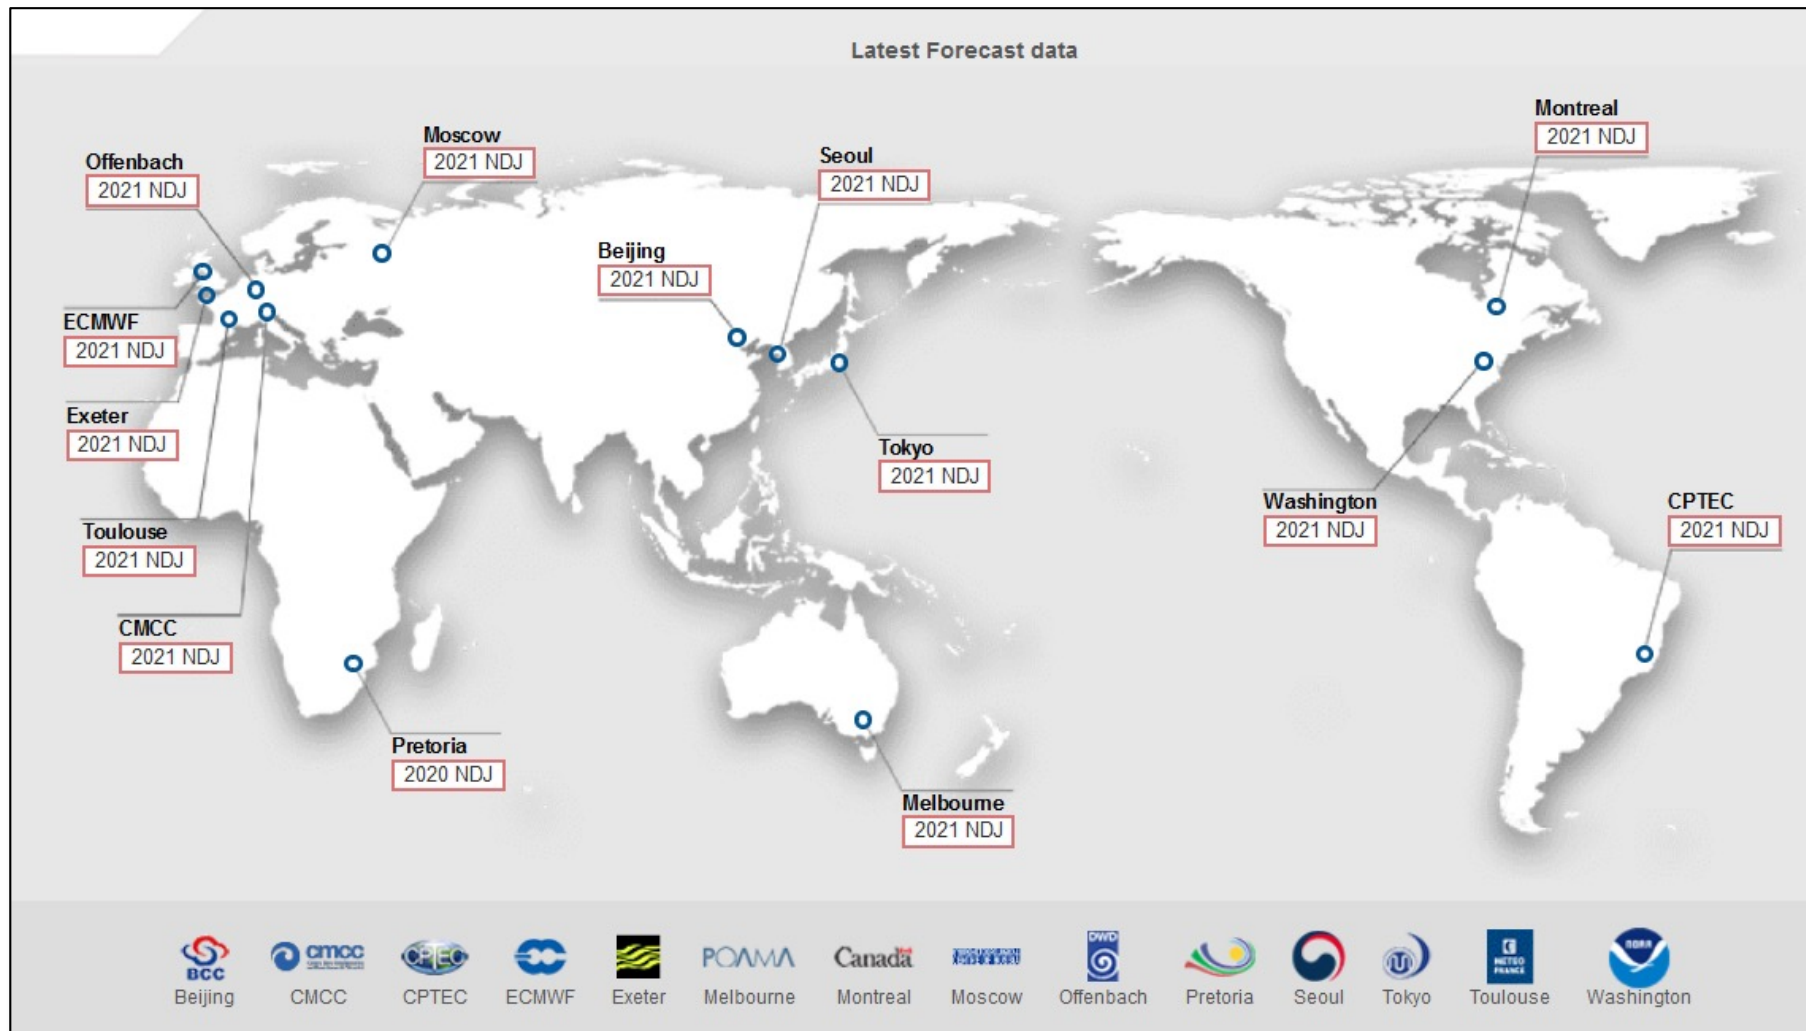 Latest Forecast data
Montreal
2021 NDJ
Moscow
2021 NDJ
Seoul
2021 NDJ
Offenbach
2021 NDJ
Beijing
2021 NDJ
ECMWF
2021 NDJ
Exeter
2021 NDJ
Tokyo
2021 NDJ
Washington
2021 NDJ
CPTEC
2021 NDJ
Toulouse
2021 NDJ
CMCC
2021 NDJ
Pretoria
2020 NDJ
Melbourne
2021 NDJ
BCC
cmcc
CPTEC
POAMA
Canada
DWD
METEO
FRANCE
NOAA
Beijing
CMCC
CPTEC
ECMWF
Exeter
Melbourne
Montreal
Moscow
Offenbach
Pretoria
Seoul
Tokyo
Toulouse
Washington